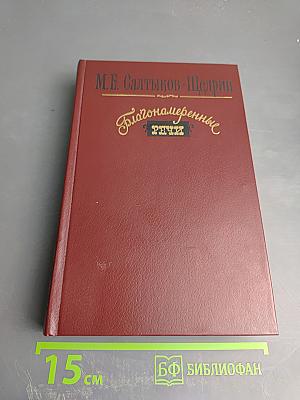 М.Е. Салтыков-Щедрин
Благонамеренные
РЕЧИ
15 см
БФ БИБЛИОФАН